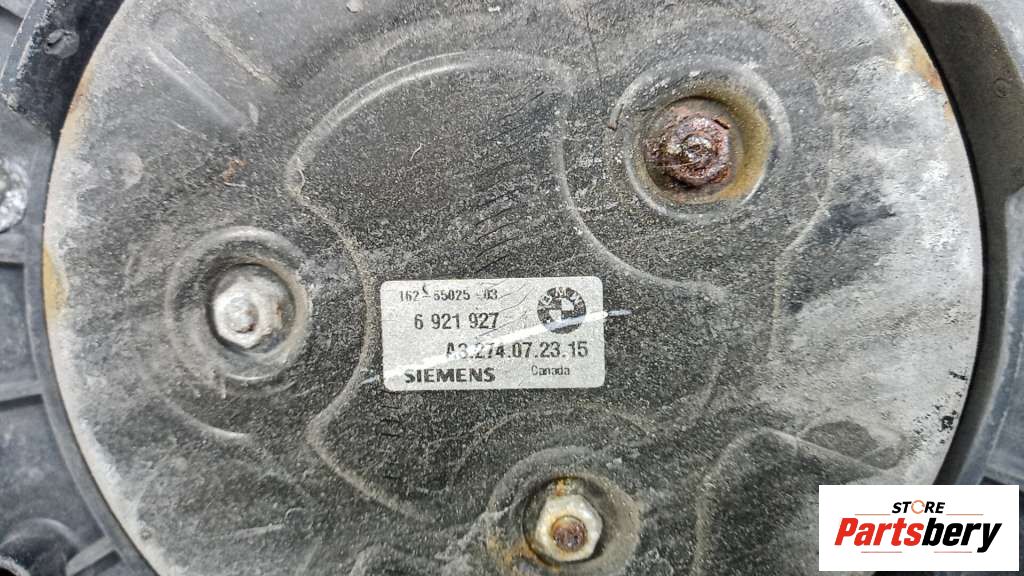 162-55025-03
6 921 927
A3.274.07.23.15
SIEMENS Canada
STORE
Partsbery